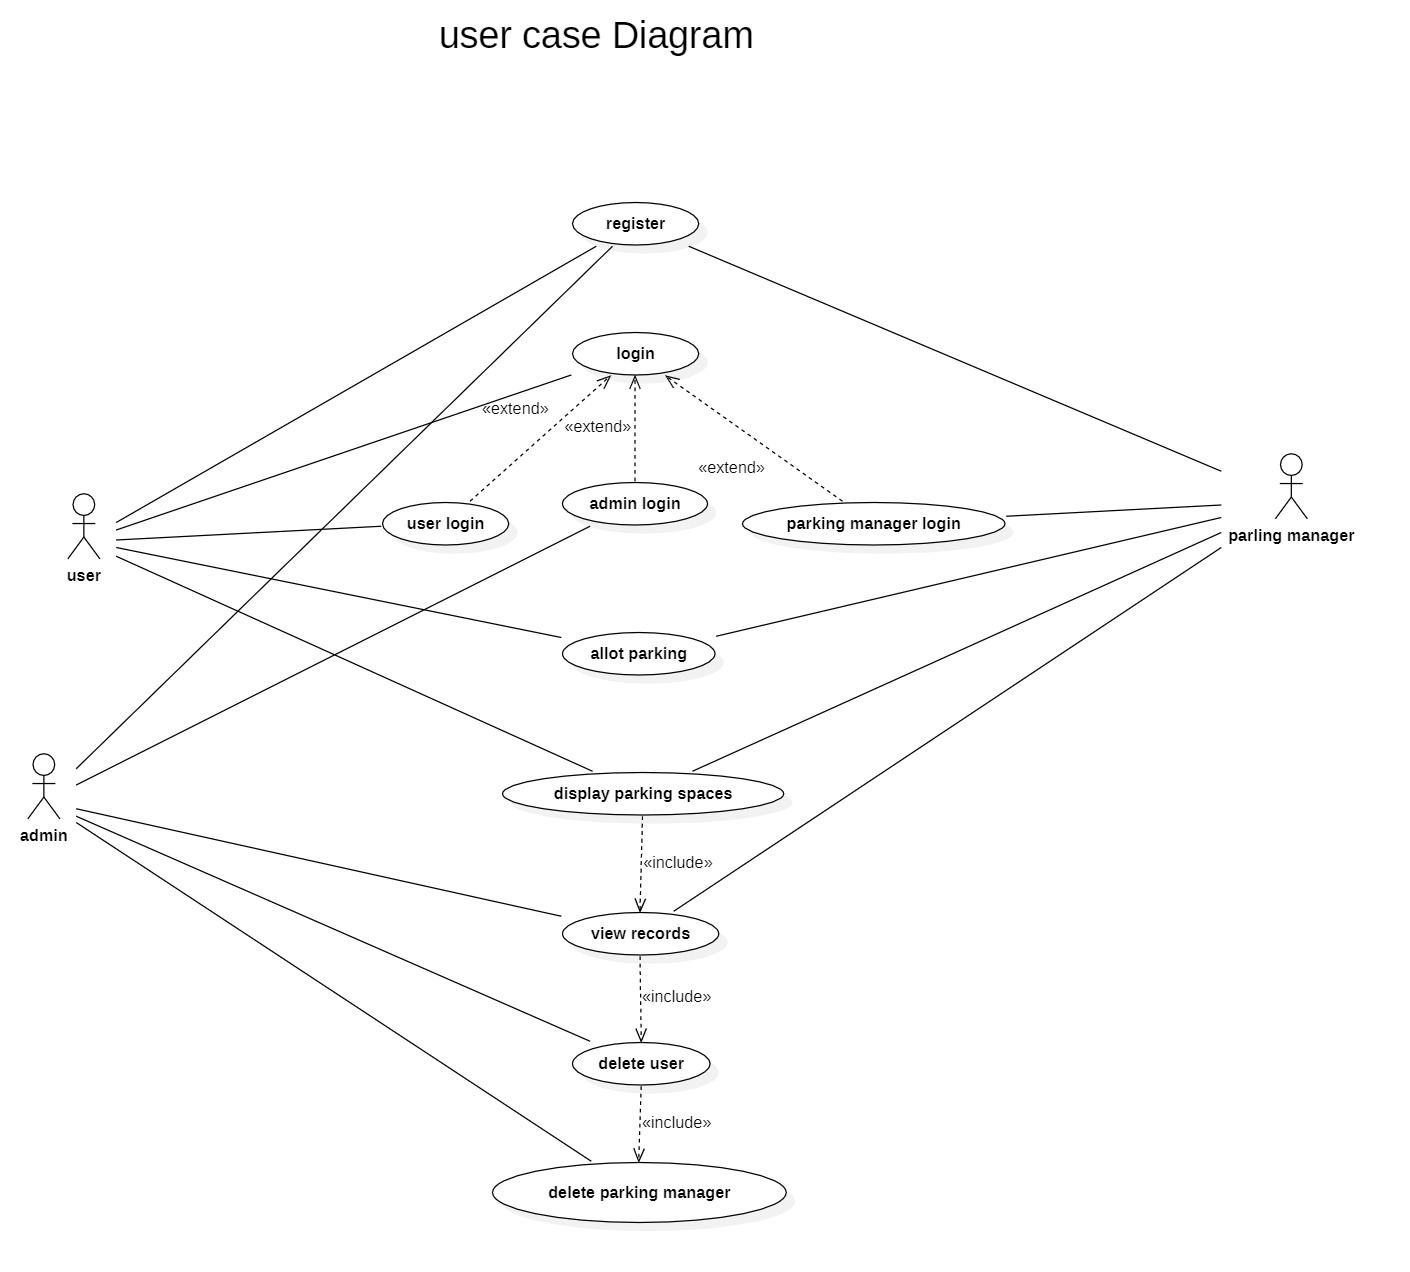 user case Diagram
register
login
«extend»
«extend»
«extend»
user login
admin login
parking manager login
parling manager
user
allot parking
display parking spaces
admin
«include»
view records
«include»
delete user
«include»
delete parking manager